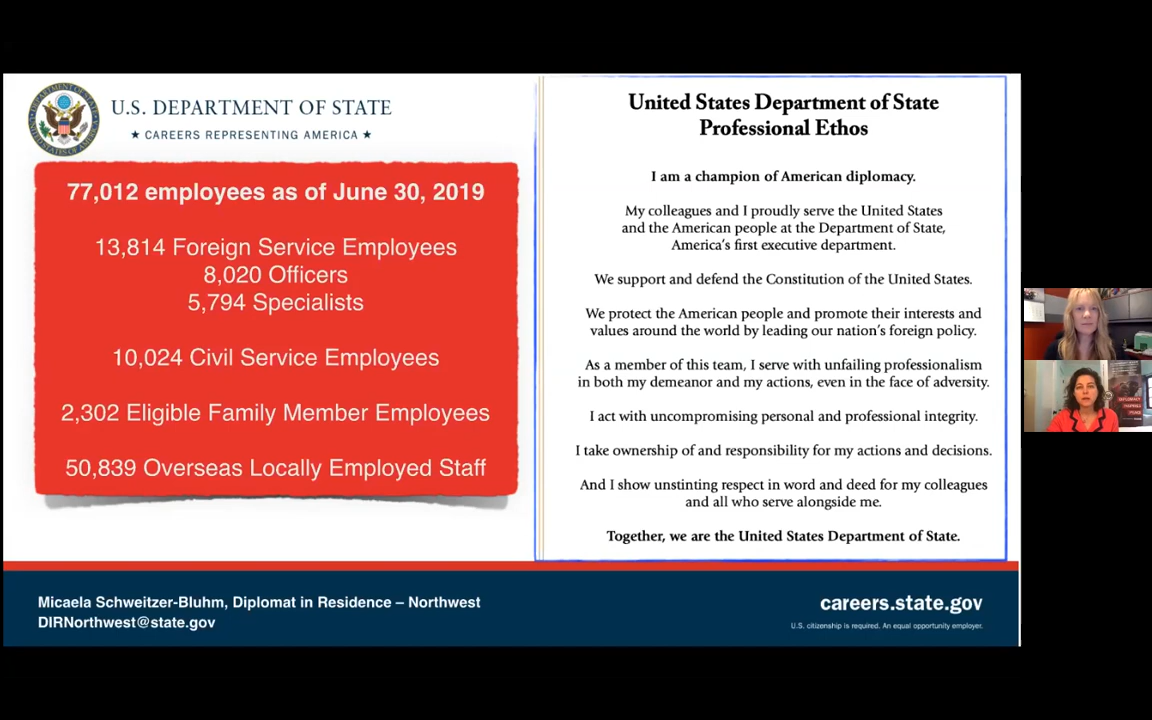 U.S. DEPARTMENT OF STATE
★ CAREERS REPRESENTING AMERICA ★
77,012 employees as of June 30, 2019
13,814 Foreign Service Employees
8,020 Officers
5,794 Specialists
10,024 Civil Service Employees
2,302 Eligible Family Member Employees
50,839 Overseas Locally Employed Staff
United States Department of State
Professional Ethos
I am a champion of American diplomacy.
My colleagues and I proudly serve the United States
and the American people at the Department of State,
America's first executive department.
We support and defend the Constitution of the United States.
We protect the American people and promote their interests and
values around the world by leading our nation's foreign policy.
As a member of this team, I serve with unfailing professionalism
in both my demeanor and my actions, even in the face of adversity.
I act with uncompromising personal and professional integrity.
I take ownership of and responsibility for my actions and decisions.
And I show unstinting respect in word and deed for my colleagues
and all who serve alongside me.
Together, we are the United States Department of State.
Micaela Schweitzer-Bluhm, Diplomat in Residence – Northwest
DIRNorthwest@state.gov
careers.state.gov
U.S. citizenship is required. An equal opportunity employer.